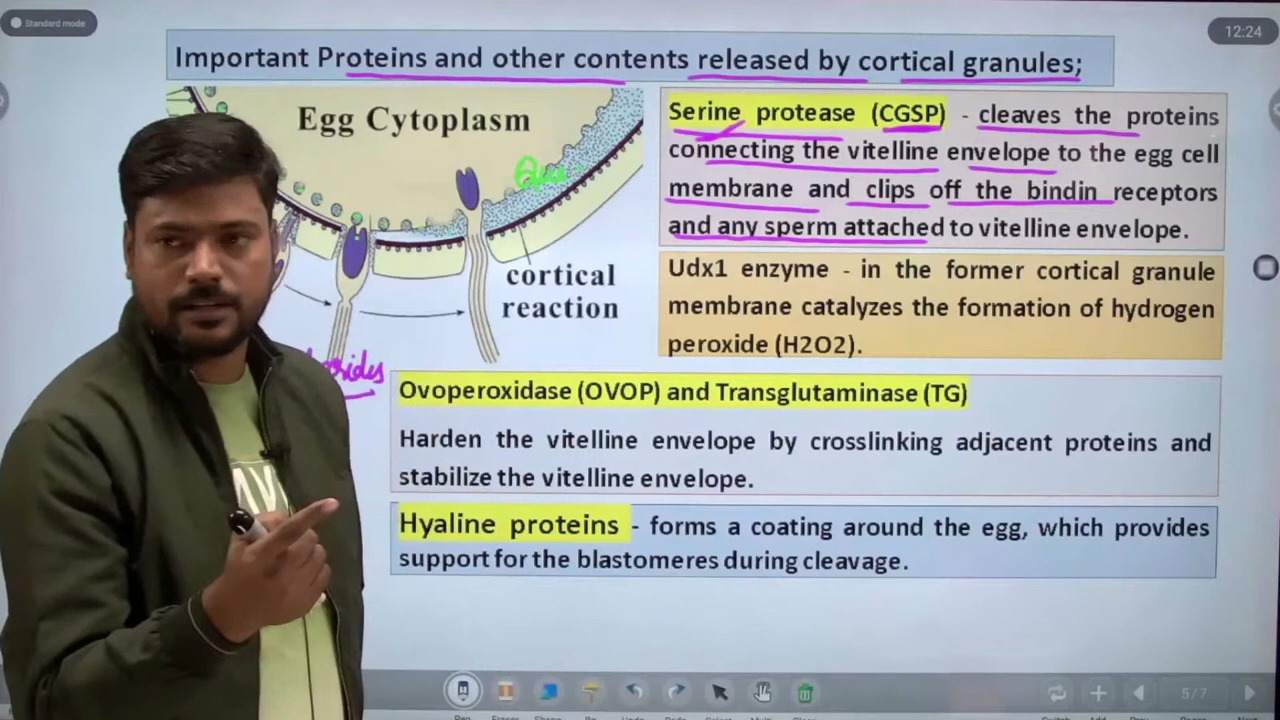 Standard mode
12:24
Important Proteins and other contents released by cortical granules;
Egg Cytoplasm
cortical
reaction
Serine protease (CGSP) - cleaves the proteins
connecting the vitelline envelope to the egg cell
membrane and clips off the bindin receptors
and any sperm attached to vitelline envelope.
Udx1 enzyme - in the former cortical granule
membrane catalyzes the formation of hydrogen
peroxide (H2O2).
Ovoperoxidase (OVOP) and Transglutaminase (TG)
Harden the vitelline envelope by crosslinking adjacent proteins and
stabilize the vitelline envelope.
Hyaline proteins - forms a coating around the egg, which provides
support for the blastomeres during cleavage.
5/7